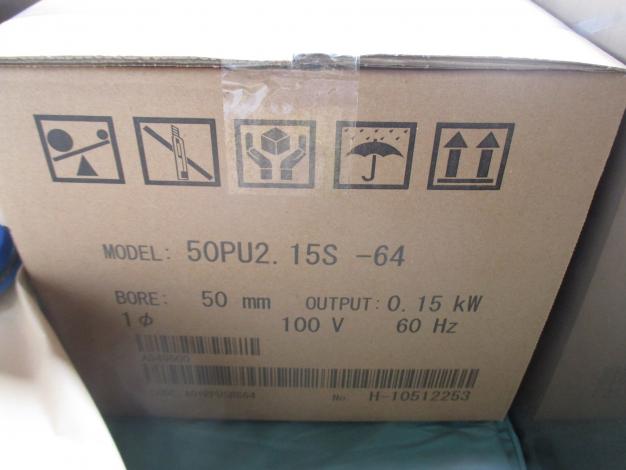 MODEL: 50PU2.15S -64
BORE: 50 mm OUTPUT: 0.15 kW
1φ 100 V 60 Hz
No. H-10512253